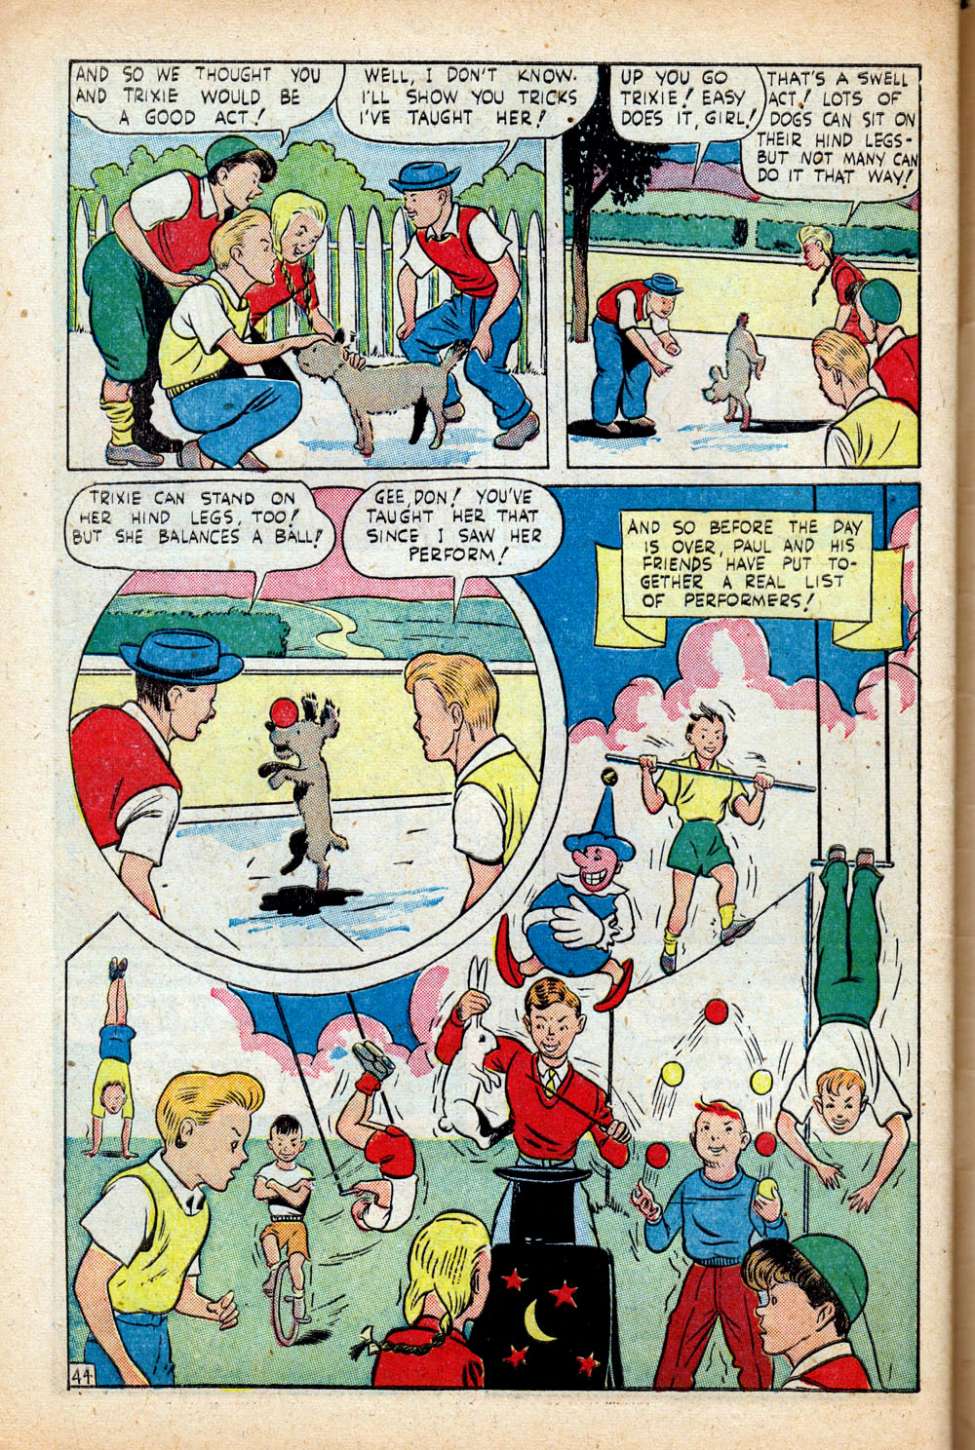 AND SO WE THOUGHT YOU
AND TRIXIE WOULD BE
A GOOD ACT!
WELL, I DON'T KNOW.
I'LL SHOW YOU TRICKS
I'VE TAUGHT HER!
UP YOU GO
TRIXIE! EASY
DOES IT, GIRL!
THAT'S A SWELL
ACT! LOTS OF
DOGS CAN SIT ON
THEIR HIND LEGS-
BUT NOT MANY CAN
DO IT THAT WAY!
TRIXIE CAN STAND ON
HER HIND LEGS, TOO!
BUT SHE BALANCES A BALL!
GEE, DON! YOU'VE
TAUGHT HER THAT
SINCE I SAW HER
PERFORM!
AND SO BEFORE THE DAY
IS OVER, PAUL AND HIS
FRIENDS HAVE PUT TO-
GETHER A REAL LIST
OF PERFORMERS!
44